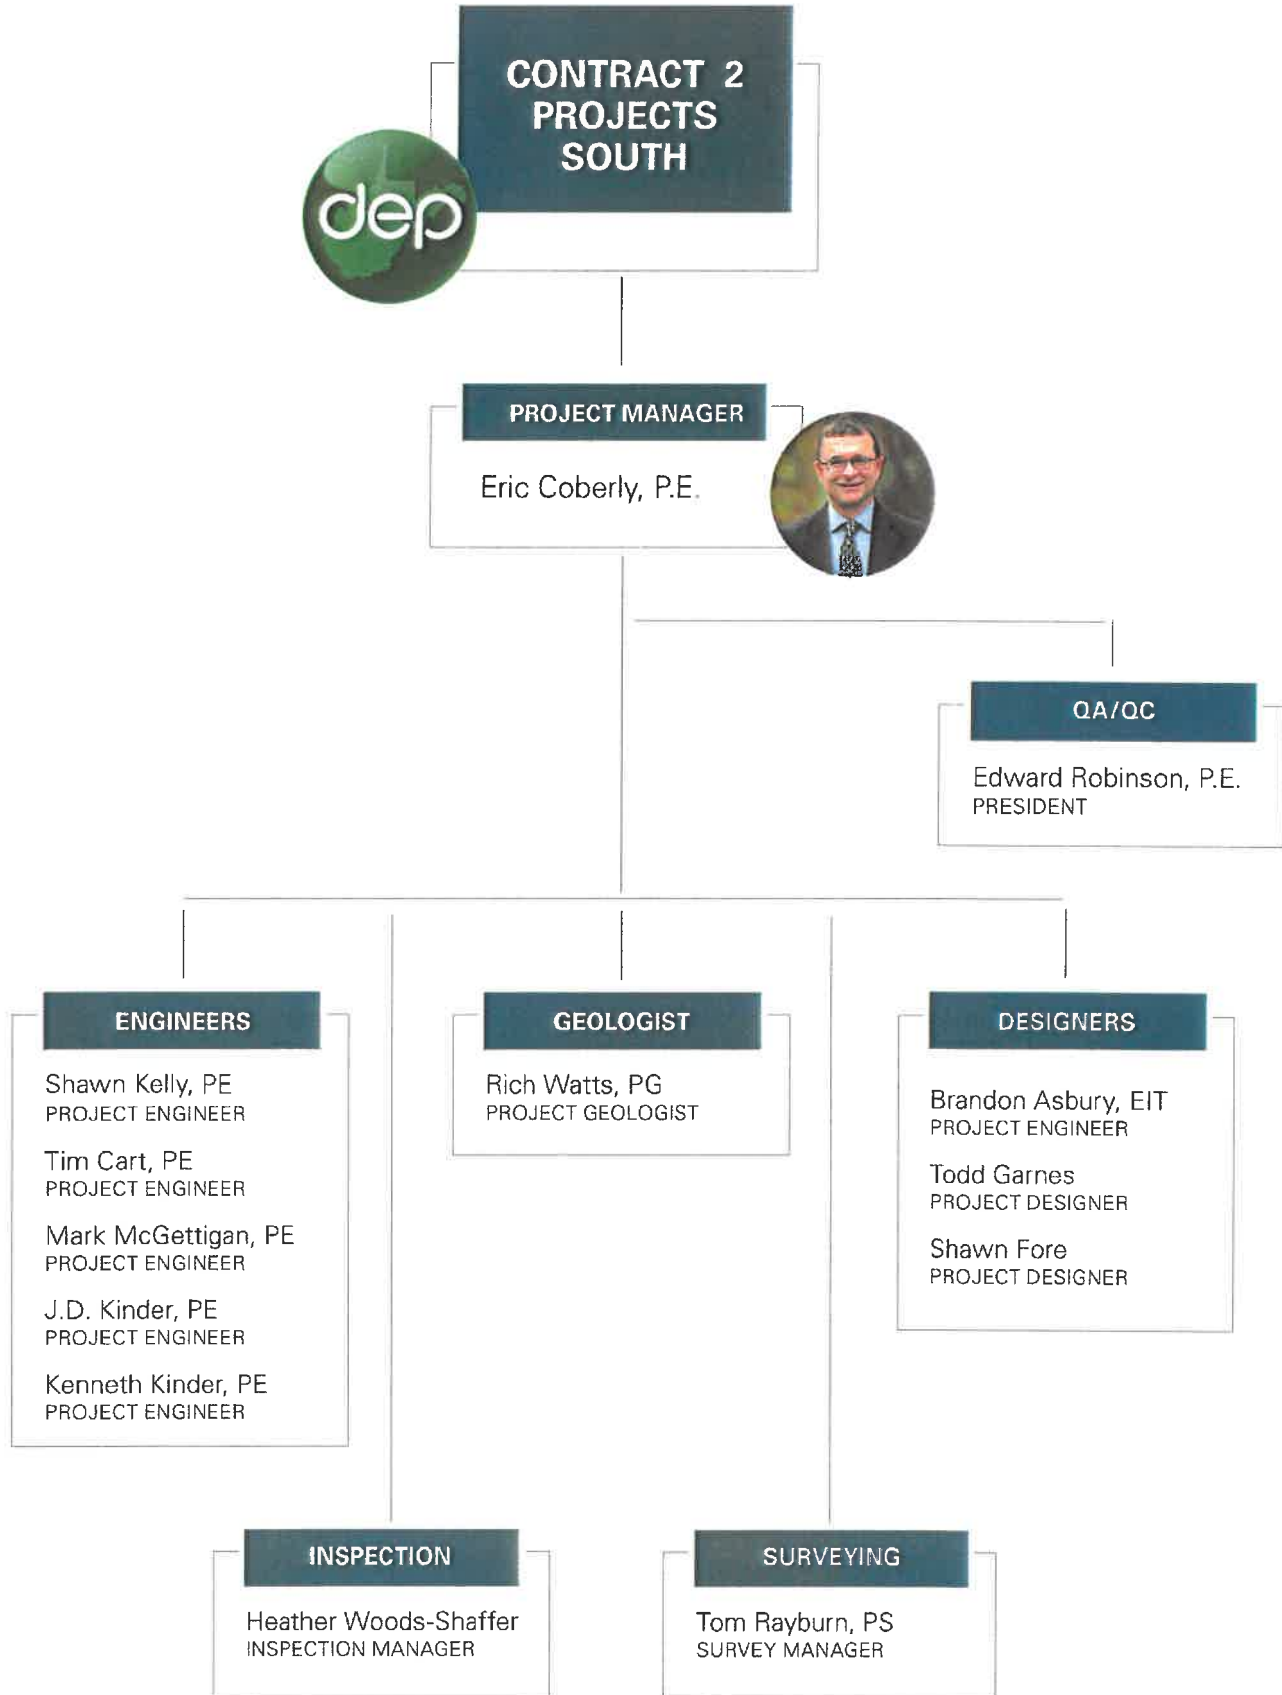 CONTRACT 2
PROJECTS
SOUTH
dep
PROJECT MANAGER
Eric Coberly, P.E.
QA/QC
Edward Robinson, P.E.
PRESIDENT
ENGINEERS
Shawn Kelly, PE
PROJECT ENGINEER
Tim Cart, PE
PROJECT ENGINEER
Mark McGettigan, PE
PROJECT ENGINEER
J.D. Kinder, PE
PROJECT ENGINEER
Kenneth Kinder, PE
PROJECT ENGINEER
GEOLOGIST
Rich Watts, PG
PROJECT GEOLOGIST
DESIGNERS
Brandon Asbury, EIT
PROJECT ENGINEER
Todd Garnes
PROJECT DESIGNER
Shawn Fore
PROJECT DESIGNER
INSPECTION
Heather Woods-Shaffer
INSPECTION MANAGER
SURVEYING
Tom Rayburn, PS
SURVEY MANAGER